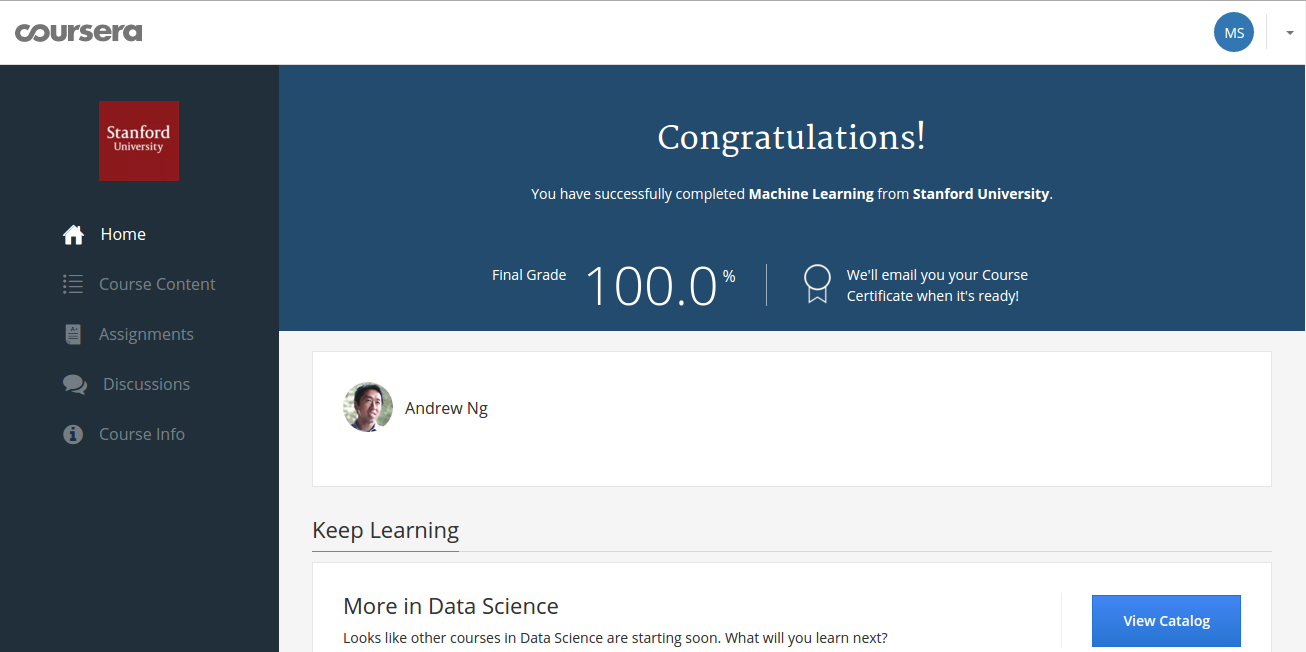 coursera
MS
Stanford
University
Home
Course Content
Assignments
Discussions
Course Info
Congratulations!
You have successfully completed Machine Learning from Stanford University.
Final Grade 100.0 %
We'll email you your Course
Certificate when it's ready!
Andrew Ng
Keep Learning
More in Data Science
Looks like other courses in Data Science are starting soon. What will you learn next?
View Catalog